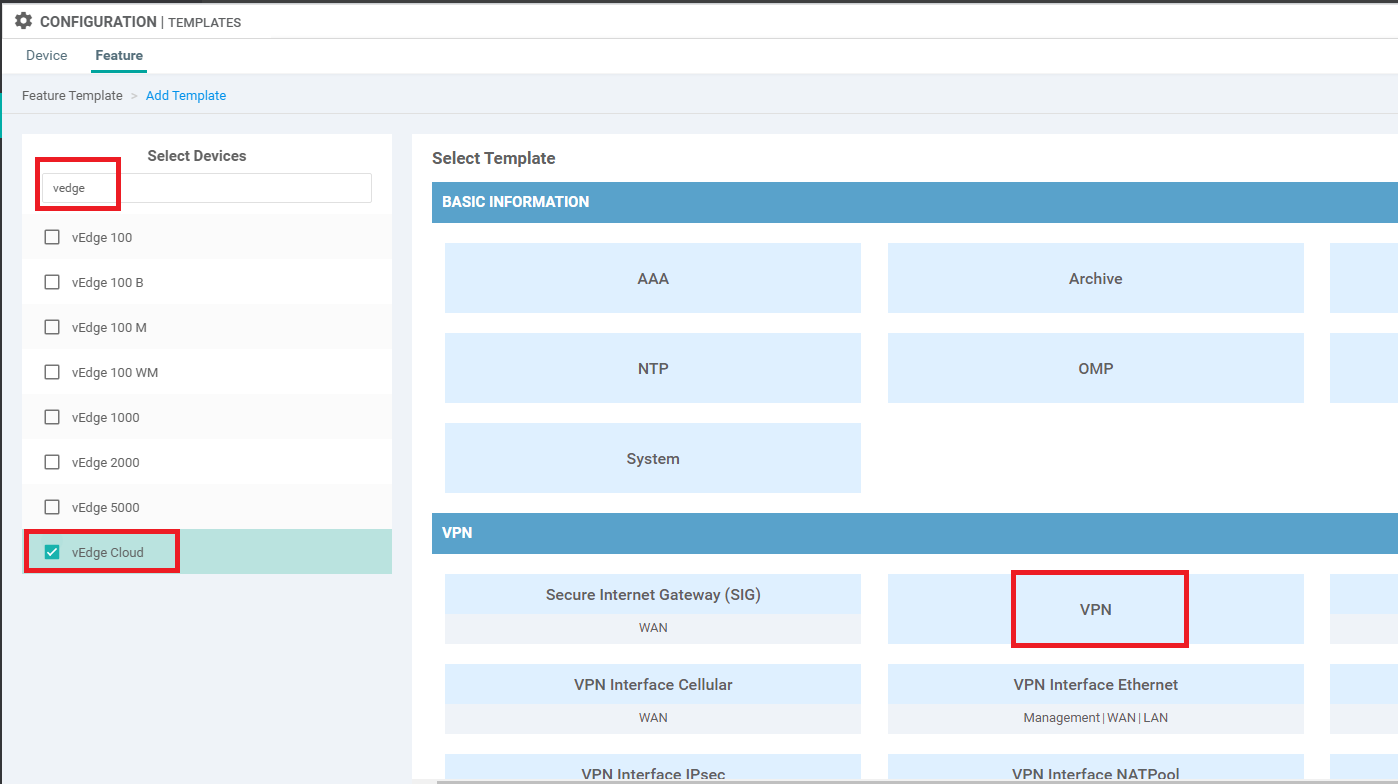 CONFIGURATION | TEMPLATES
Device Feature
Feature Template > Add Template
Select Devices
vedge
vEdge 100
vEdge 100 B
vEdge 100 M
vEdge 100 WM
vEdge 1000
vEdge 2000
vEdge 5000
vEdge Cloud
Select Template
BASIC INFORMATION
AAA
Archive
NTP
OMP
System
VPN
Secure Internet Gateway (SIG)
WAN
VPN
VPN Interface Cellular
WAN
VPN Interface Ethernet
Management | WAN | LAN
VPN Interface IPsec
VPN Interface NATPool